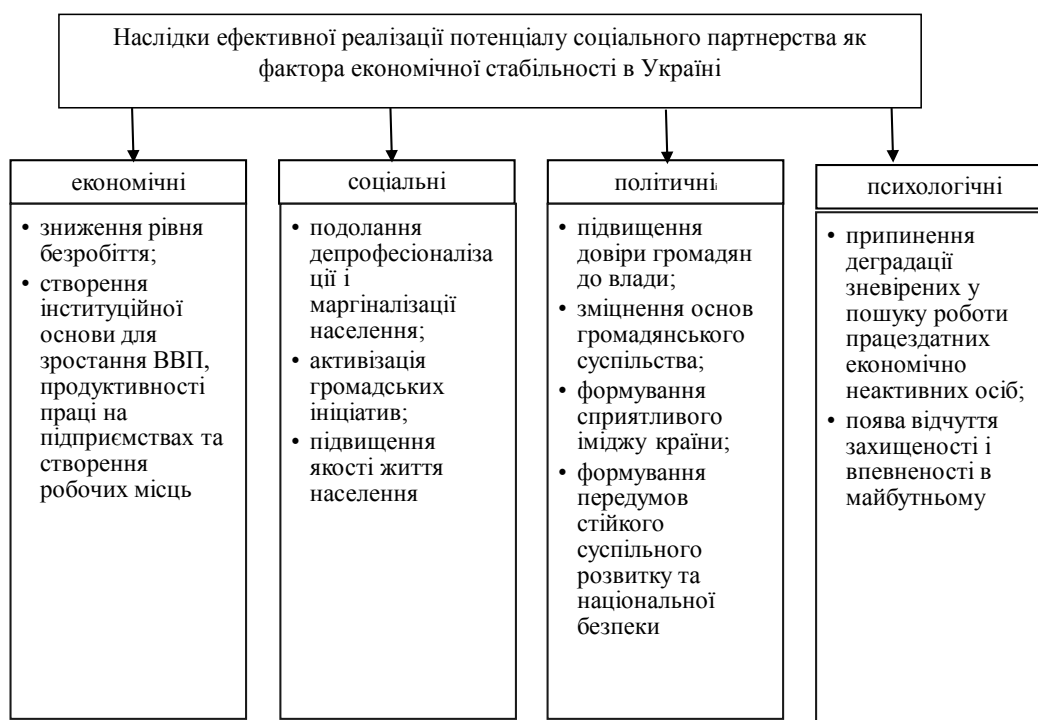 Наслідки ефективної реалізації потенціалу соціального партнерства як
фактора економічної стабільності в Україні
економічні
• зниження рівня
безробіття;
• створення
інституційної
основи для
зростання ВВП,
продуктивності
праці на
підприємствах та
створення
робочих місць
соціальні
• подолання
депрофесіоналіза
ції і
маргіналізації
населення;
• активізація
громадських
ініціатив;
• підвищення
якості життя
населення
політичні
• підвищення
довіри громадян
до влади;
• зміцнення основ
громадянського
суспільства;
• формування
сприятливого
іміджу країни;
• формування
передумов
стійкого
суспільного
розвитку та
національної
безпеки
психологічні
• припинення
деградації
зневірених у
пошуку роботи
працездатних
економічно
неактивних осіб;
• поява відчуття
захищеності і
впевненості в
майбутньому